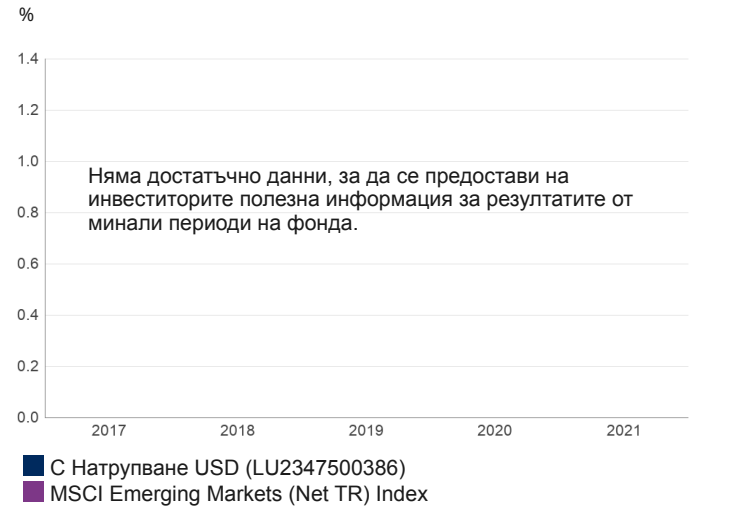 %
1.4
1.2
1.0
Няма достатъчно данни, за да се предостави на
инвеститорите полезна информация за резултатите от
0.8
минали периоди на фонда.
0.6
0.4
0.2
0.0
2017 2018 2019 2020 2021
C Натрупване USD (LU2347500386)
MSCI Emerging Markets (Net TR) Index